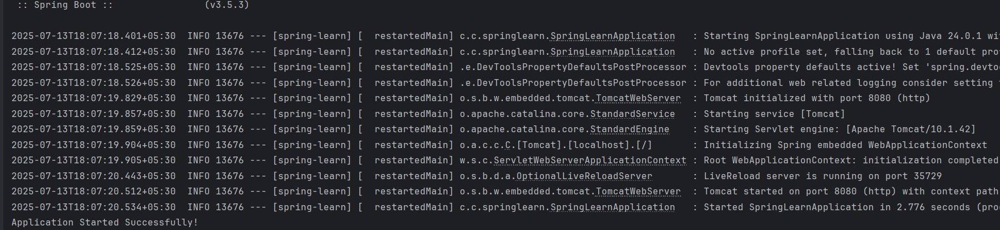 :: Spring Boot ::                (v3.5.3)
2025-07-13T18:07:18.401+05:30  INFO 13676 --- [spring-learn] [  restartedMain] c.c.springlearn.SpringLearnApplication   : Starting SpringLearnApplication using Java 24.0.1
2025-07-13T18:07:18.412+05:30  INFO 13676 --- [spring-learn] [  restartedMain] c.c.springlearn.SpringLearnApplication   : No active profile set, falling back to 1 default
2025-07-13T18:07:18.525+05:30  INFO 13676 --- [spring-learn] [  restartedMain] .e.DevToolsPropertyDefaultsPostProcessor : Devtools property defaults active! Set 'spring.devto
2025-07-13T18:07:18.526+05:30  INFO 13676 --- [spring-learn] [  restartedMain] .e.DevToolsPropertyDefaultsPostProcessor : For additional web related logging consider setting
2025-07-13T18:07:19.829+05:30  INFO 13676 --- [spring-learn] [  restartedMain] o.s.b.w.embedded.tomcat.TomcatWebServer  : Tomcat initialized with port 8080 (http)
2025-07-13T18:07:19.857+05:30  INFO 13676 --- [spring-learn] [  restartedMain] o.apache.catalina.core.StandardService   : Starting service [Tomcat]
2025-07-13T18:07:19.859+05:30  INFO 13676 --- [spring-learn] [  restartedMain] o.apache.catalina.core.StandardEngine    : Starting Servlet engine: [Apache Tomcat/10.1.42]
2025-07-13T18:07:19.904+05:30  INFO 13676 --- [spring-learn] [  restartedMain] o.a.c.c.C.[Tomcat].[localhost].[/]       : Initializing Spring embedded WebApplicationContext
2025-07-13T18:07:19.905+05:30  INFO 13676 --- [spring-learn] [  restartedMain] w.s.c.ServletWebServerApplicationContext : Root WebApplicationContext: initialization completed
2025-07-13T18:07:20.443+05:30  INFO 13676 --- [spring-learn] [  restartedMain] o.s.b.d.a.OptionalLiveReloadServer       : LiveReload server is running on port 35729
2025-07-13T18:07:20.512+05:30  INFO 13676 --- [spring-learn] [  restartedMain] o.s.b.w.embedded.tomcat.TomcatWebServer  : Tomcat started on port 8080 (http) with context path
2025-07-13T18:07:20.534+05:30  INFO 13676 --- [spring-learn] [  restartedMain] c.c.springlearn.SpringLearnApplication   : Started SpringLearnApplication in 2.776 seconds
Application Started Successfully!